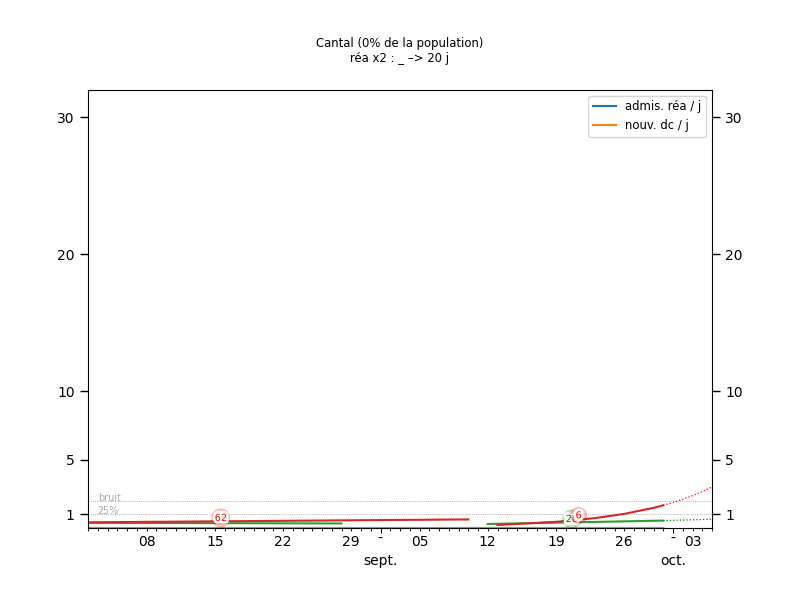 Cantal (0% de la population)
réa x2 : _ –> 20 j
admis. réa / j
nouv. dc / j
30
30
20
20
10
10
5
5
bruit
25%
1
1
62
6
08 15 22 29 - 05 12 19 26 - 03
sept. oct.